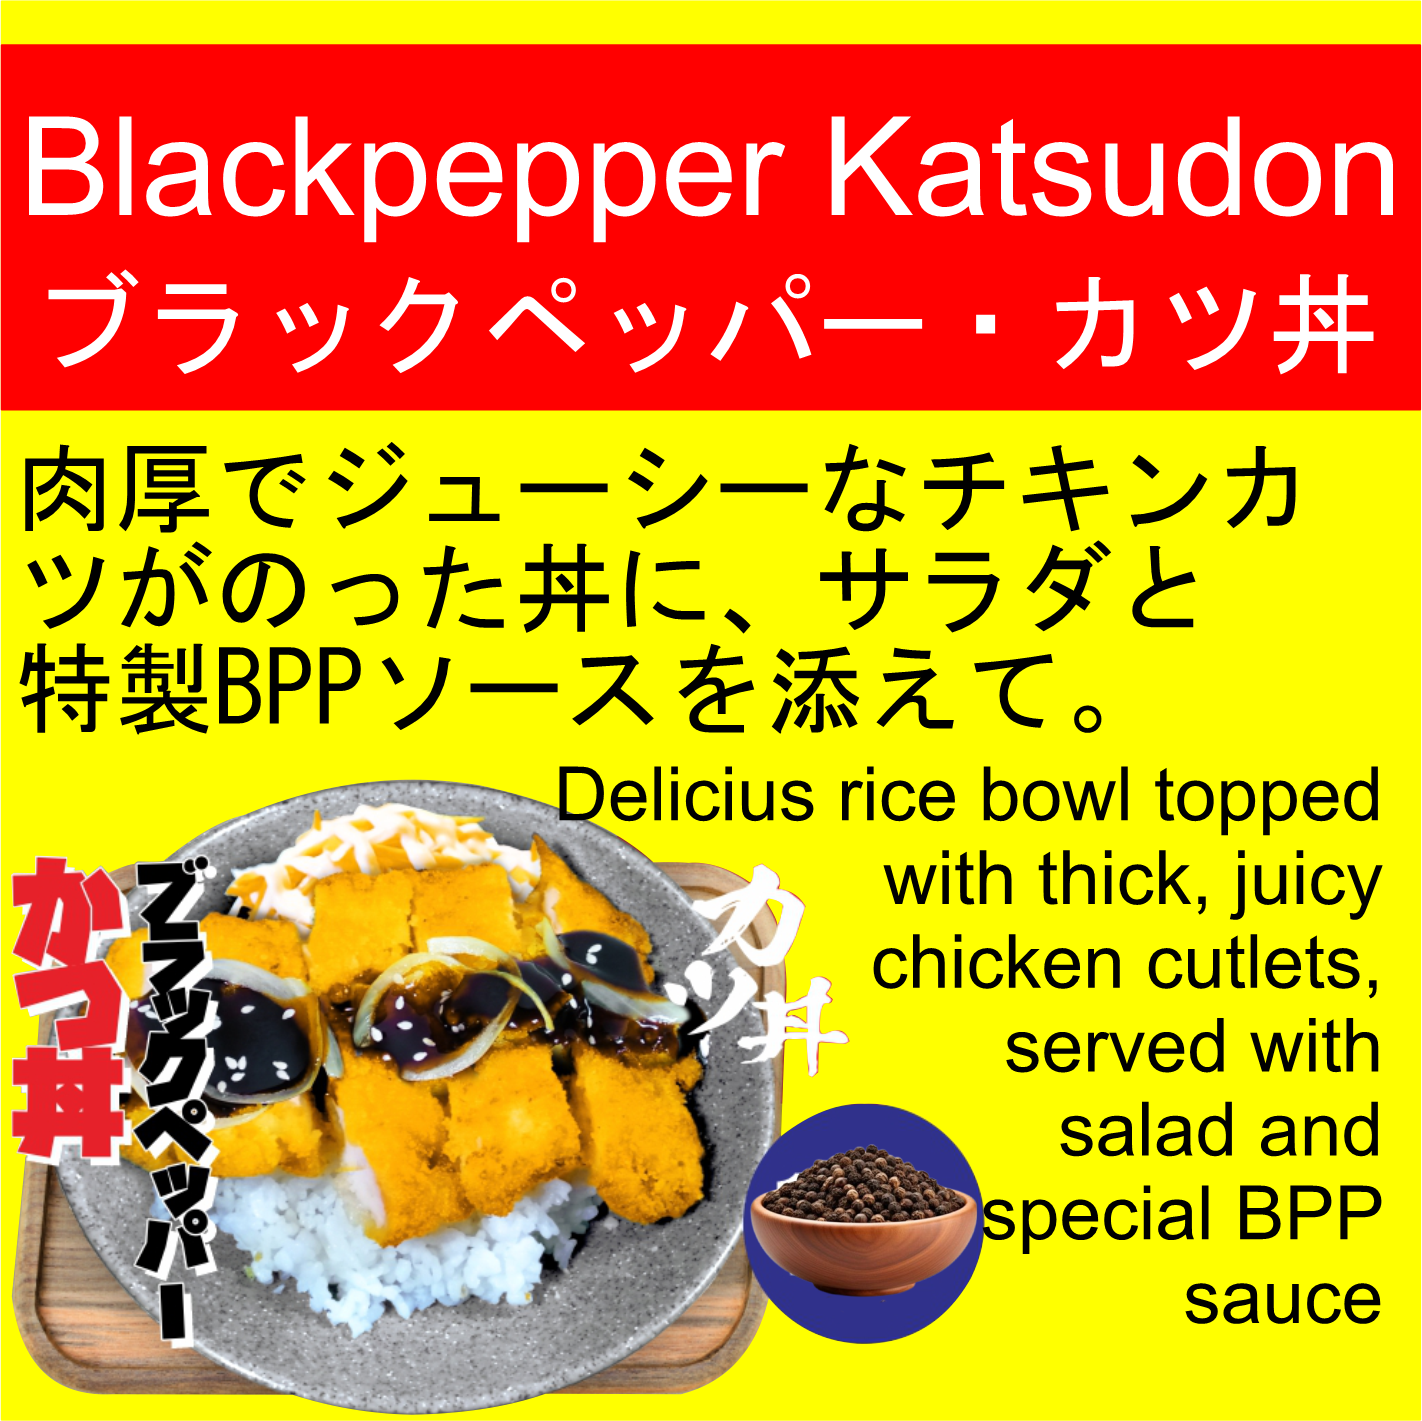 Blackpepper Katsudon
ブラックペッパー・カツ丼
肉厚でジューシーなチキンカ
ツがのった丼に、サラダと
特製BPPソースを添えて。
Delicius rice bowl topped
with thick, juicy
chicken cutlets,
served with
salad and
special BPP
sauce
ブラックペッパー
かつ丼
カツ丼